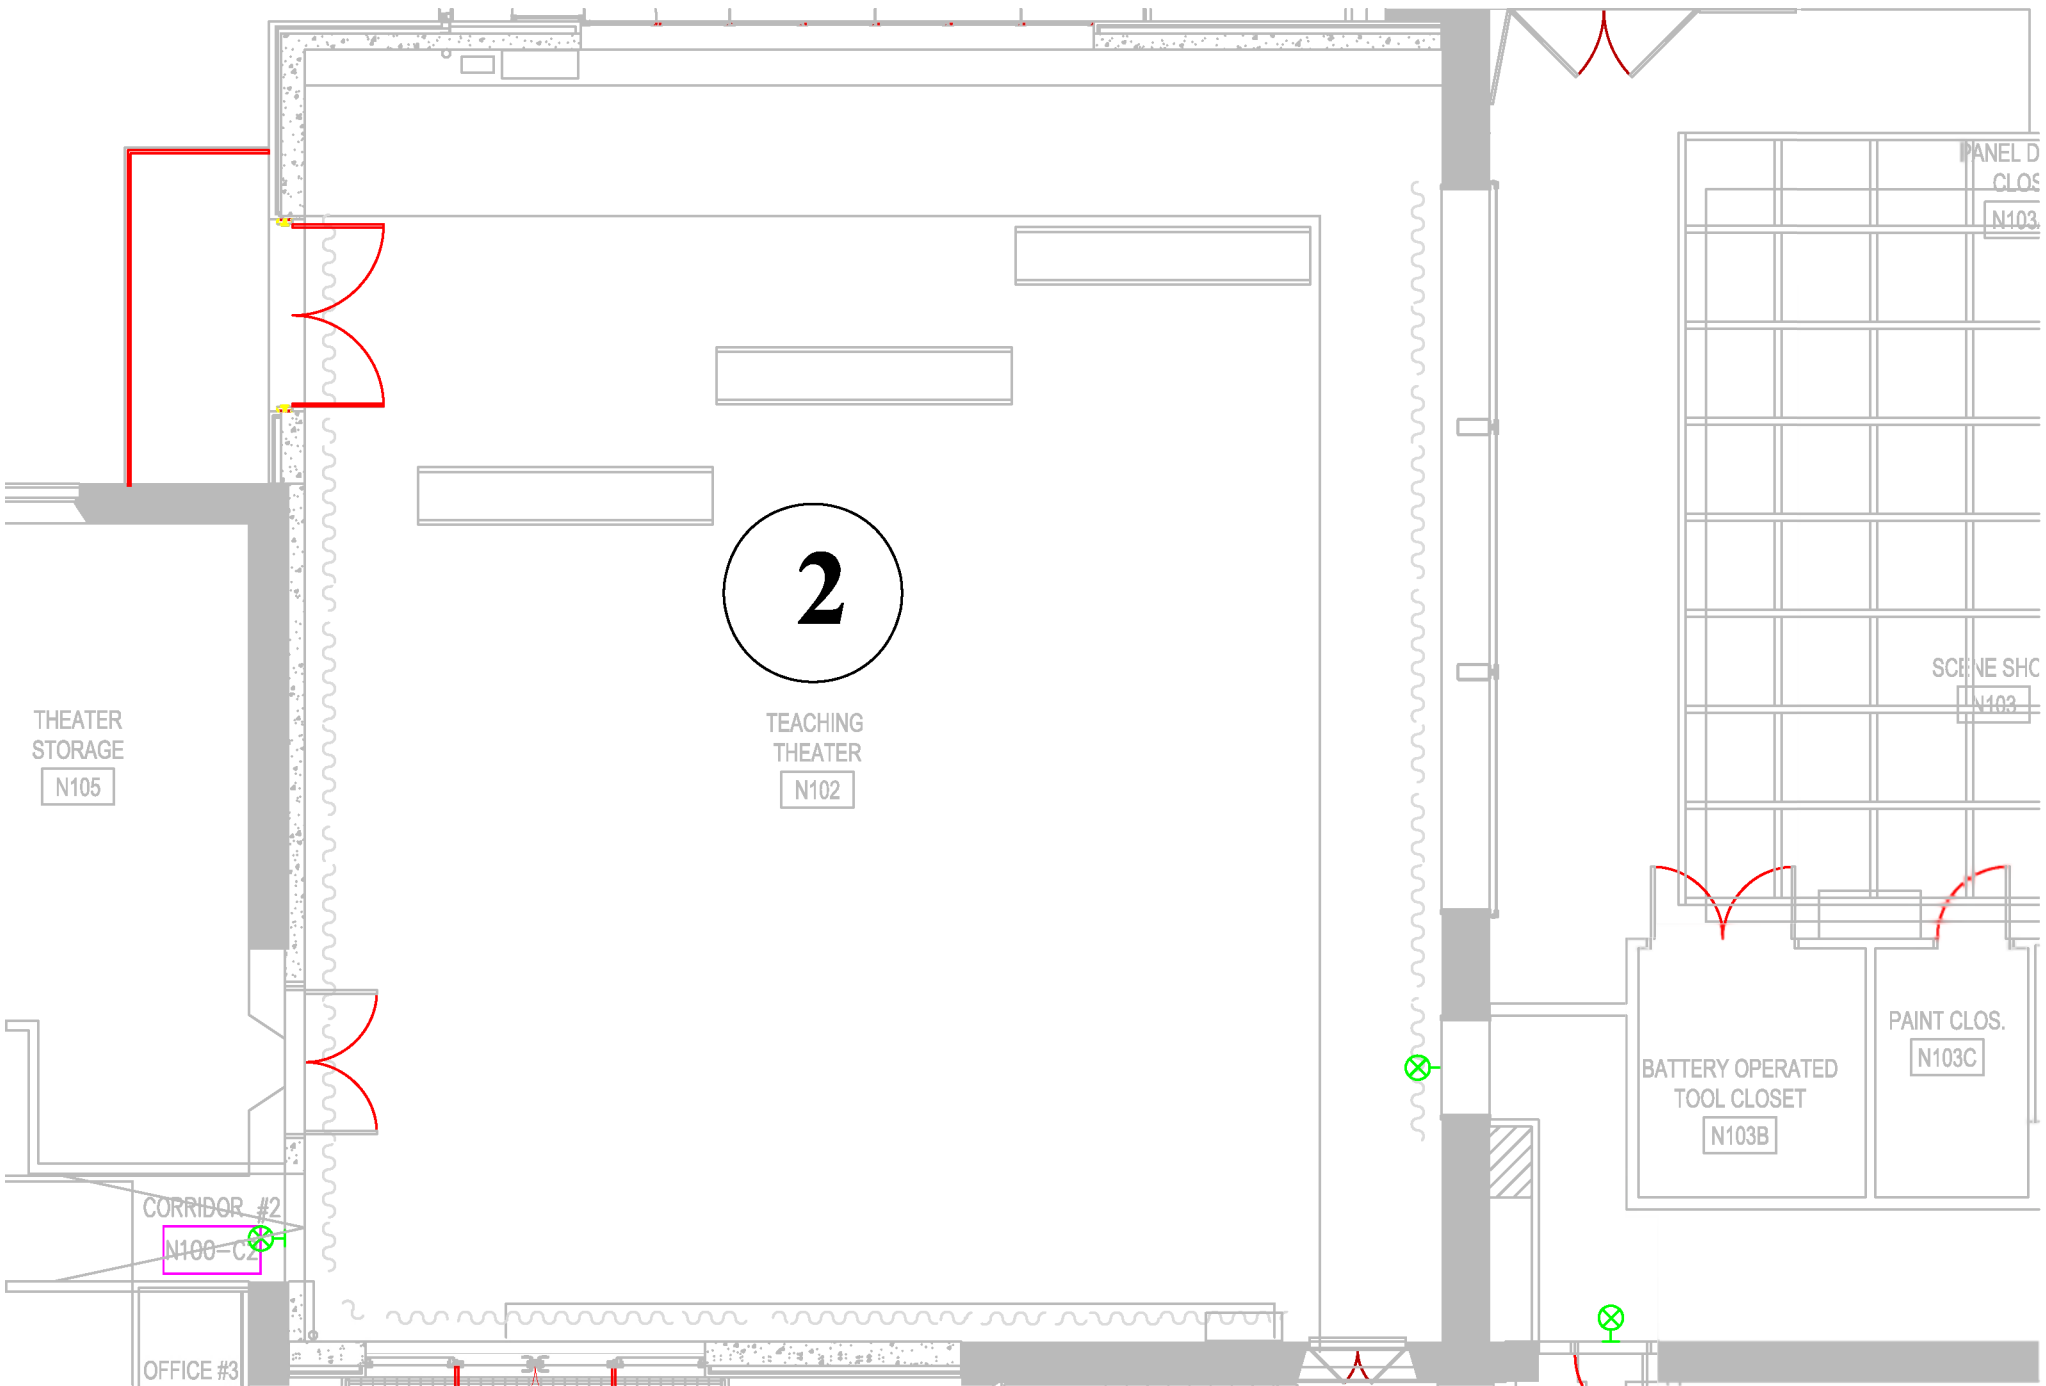 PANEL D
CLOS
N103
2
SCENE SHO
N103
THEATER
STORAGE
N105
TEACHING
THEATER
N102
PAINT CLOS.
N103C
BATTERY OPERATED
TOOL CLOSET
N103B
CORRIDOR #2
N100-C2
OFFICE #3